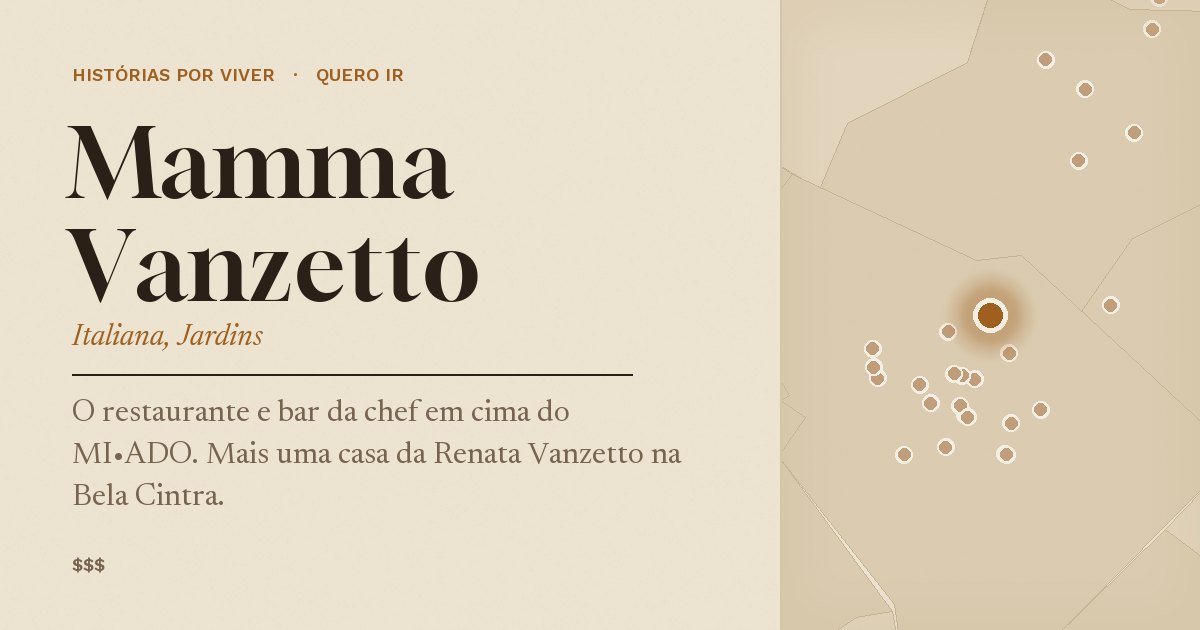 HISTÓRIAS POR VIVER · QUERO IR
Mamma
Vanzetto
Italiana, Jardins
O restaurante e bar da chef em cima do
MI•ADO. Mais uma casa da Renata Vanzetto na
Bela Cintra.
$$$